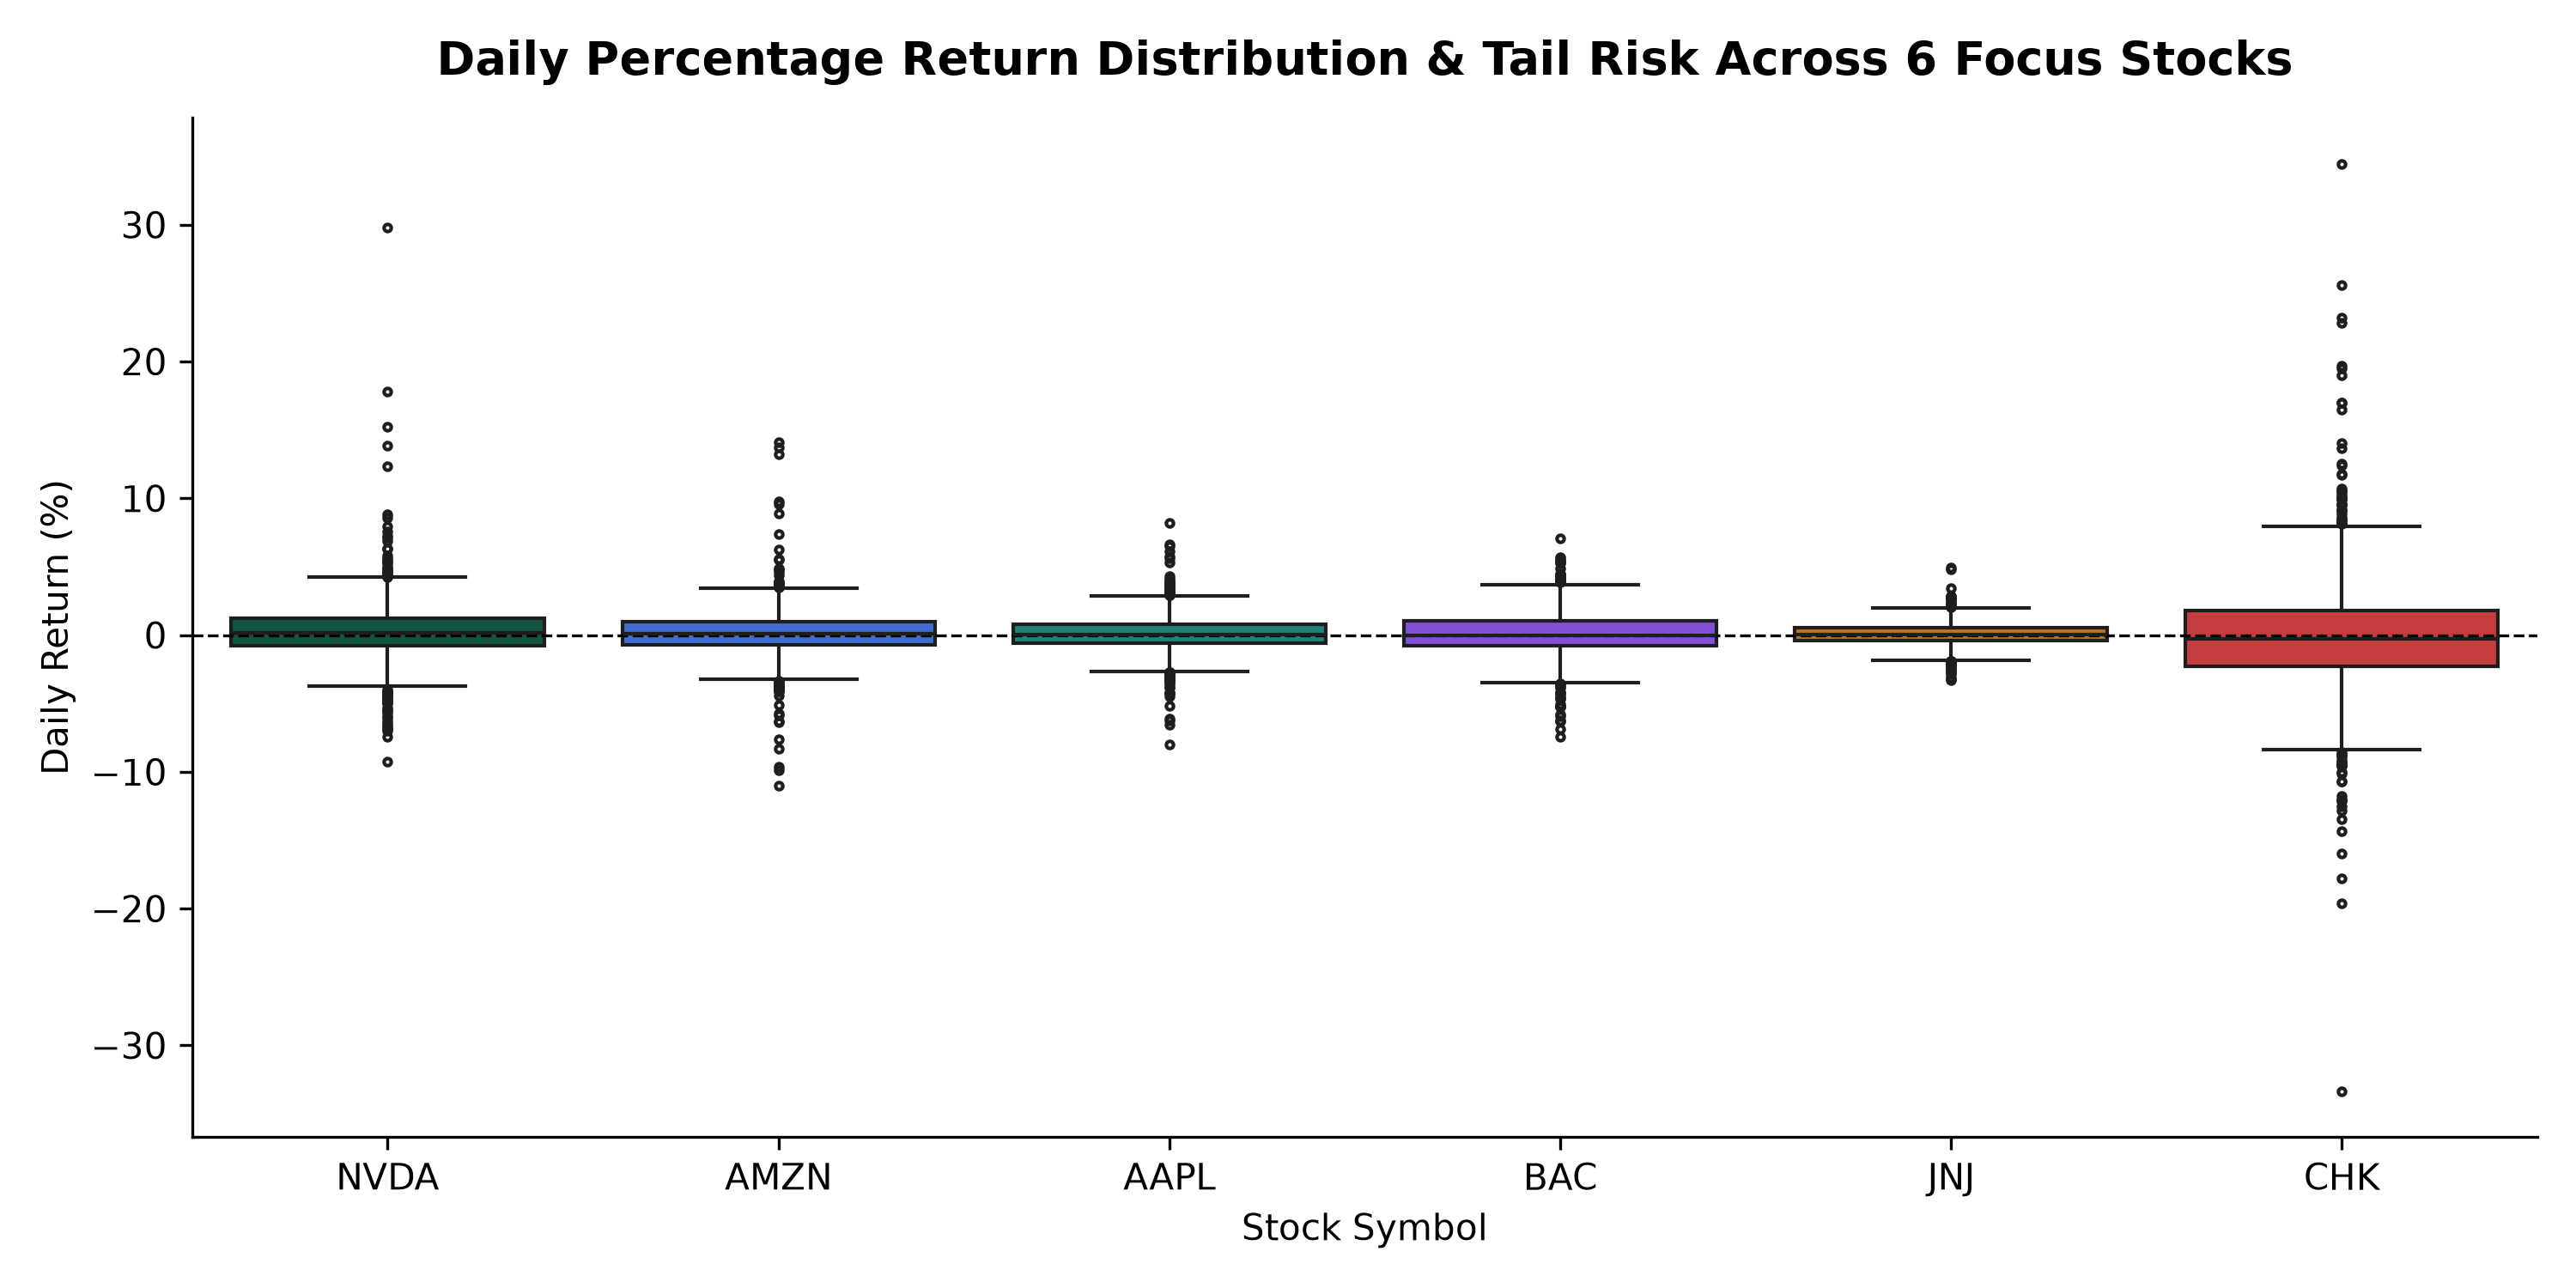 Daily Percentage Return Distribution & Tail Risk Across 6 Focus Stocks
Daily Return (%)
30
20
10
0
−10
−20
−30
NVDA AMZN AAPL BAC JNJ CHK
Stock Symbol